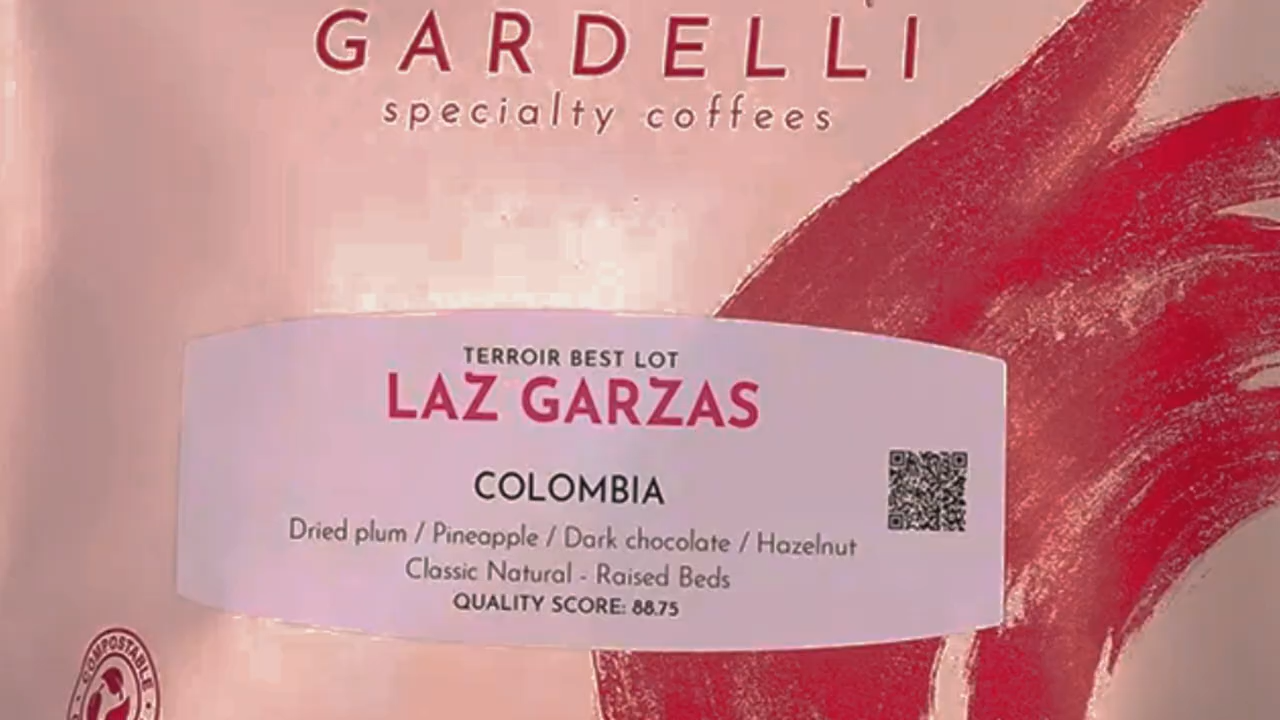 GARDELLI
specialty coffees
TERROIR BEST LOT
LAZ GARZAS
COLOMBIA
Dried plum / Pineapple / Dark chocolate / Hazelnut
Classic Natural - Raised Beds
QUALITY SCORE: 88.75
COMPOSTABLE